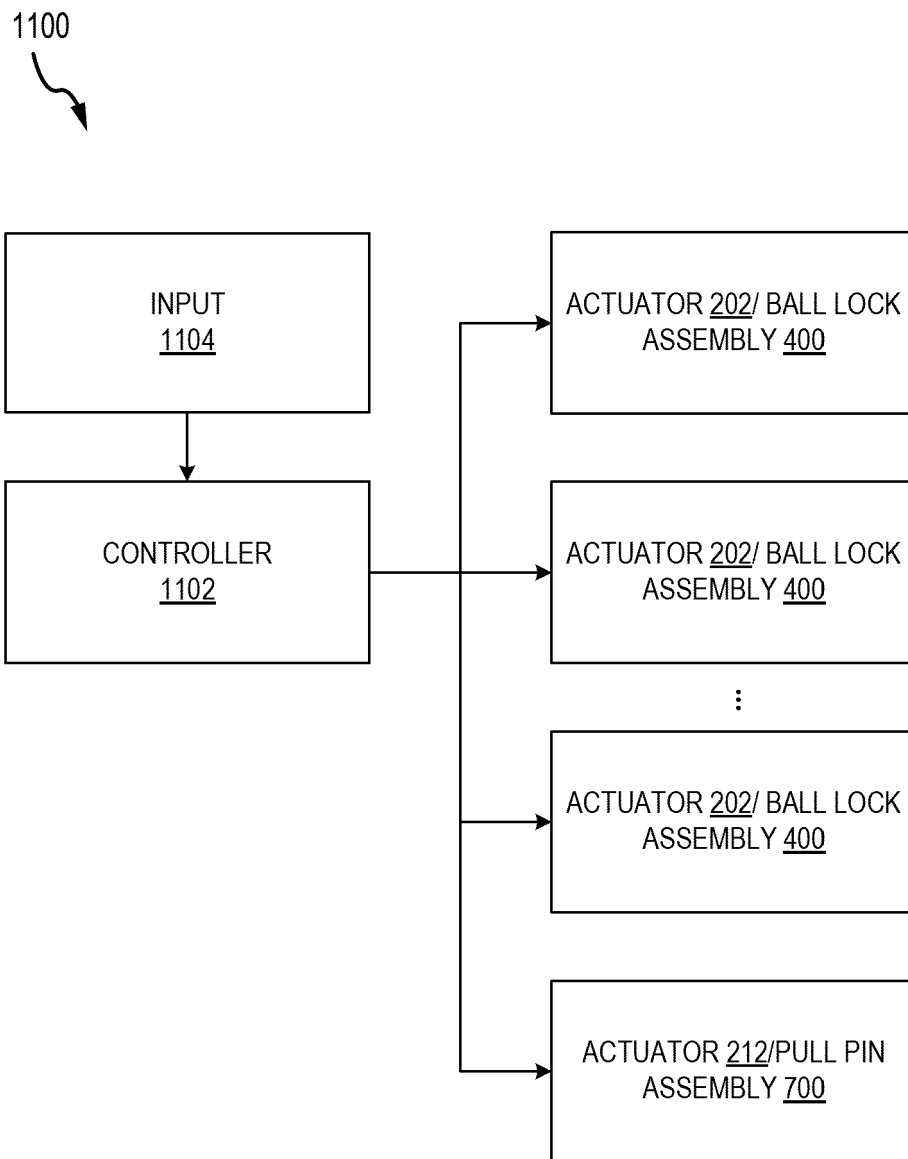 1100
INPUT
1104
CONTROLLER
1102
ACTUATOR 202/ BALL LOCK
ASSEMBLY 400
ACTUATOR 202/ BALL LOCK
ASSEMBLY 400
...
ACTUATOR 202/ BALL LOCK
ASSEMBLY 400
ACTUATOR 212/PULL PIN
ASSEMBLY 700